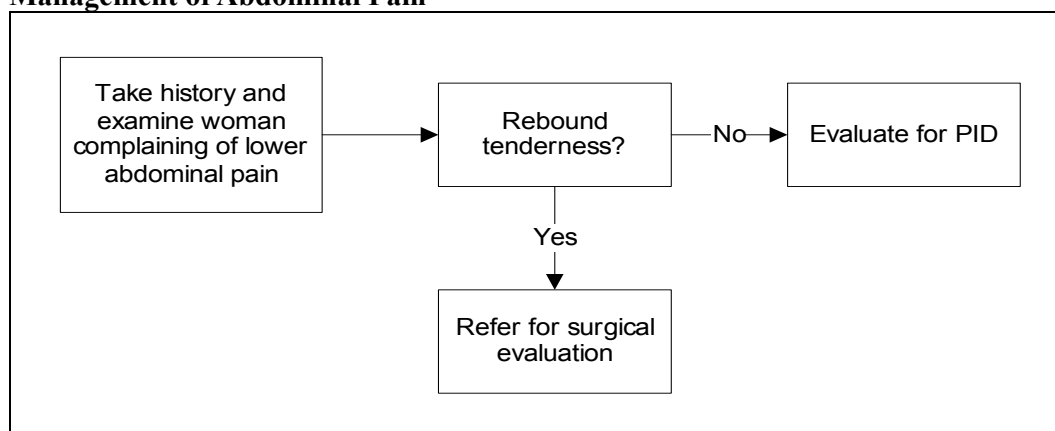 Management of Abdominal Pain
Take history and
examine woman
complaining of lower
abdominal pain
Rebound
tenderness?
No
Evaluate for PID
Yes
Refer for surgical
evaluation